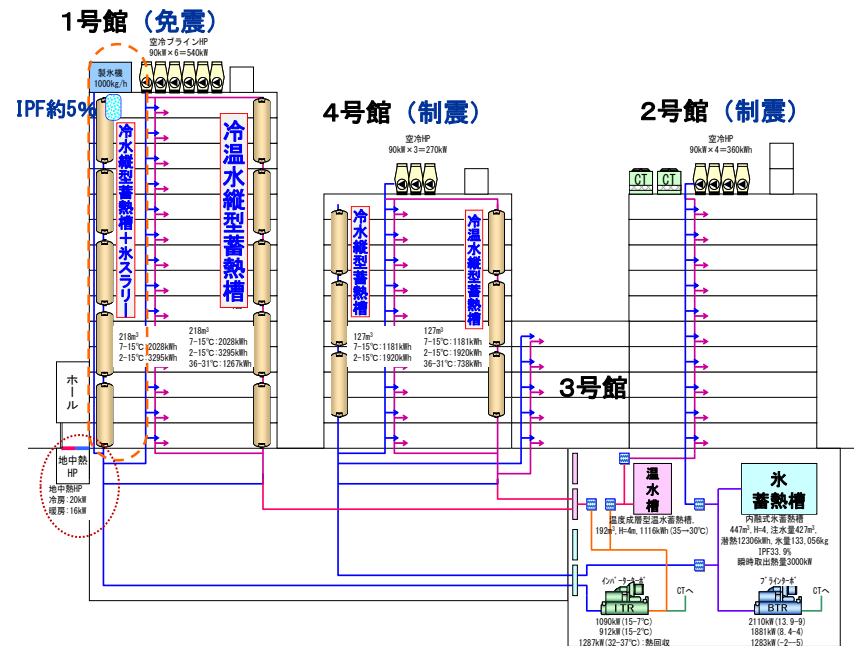 1号館（免震）
空冷ブラインHP
90kW×6＝540kW
製氷機
1000kg/h
IPF約5%
冷水縦型蓄熱槽＋氷スラリー
冷温水縦型蓄熱槽
218m³
7-15℃:2028kWh
2-15℃:3295kWh
218m³
7-15℃:2028kWh
2-15℃:3295kWh
36-31℃:1267kWh
ホール
地中熱
HP
地中熱HP
冷房:20kW
暖房:16kW
4号館（制震）
空冷HP
90kW×3＝270kW
冷水縦型蓄熱槽
冷温水縦型蓄熱槽
127m³
7-15℃:1181kWh
2-15℃:1920kWh
127m³
7-15℃:1181kWh
2-15℃:1920kWh
36-31℃:738kWh
2号館（制震）
空冷HP
90kW×4＝360kWh
CT
CT
3号館
温水槽
温度成層型温水蓄熱槽,
192m³, H=4m, 1116kWh (35→30℃)
氷
蓄熱槽
内融式氷蓄熱槽
447m³, H=4, 注水量427m³,
潜熱12306kWh, 氷量133,056kg
IPF33.9%
瞬時取出熱量3000kW
インバーターターボ
CTへ
ITR
1090kW(15-7℃)
912kW(15-2℃)
1287kW(32-37℃):熱回収
ブラインターボ
CTへ
BTR
2110kW(13.9-9)
1881kW(8.4-4)
1283kW(-2--5)